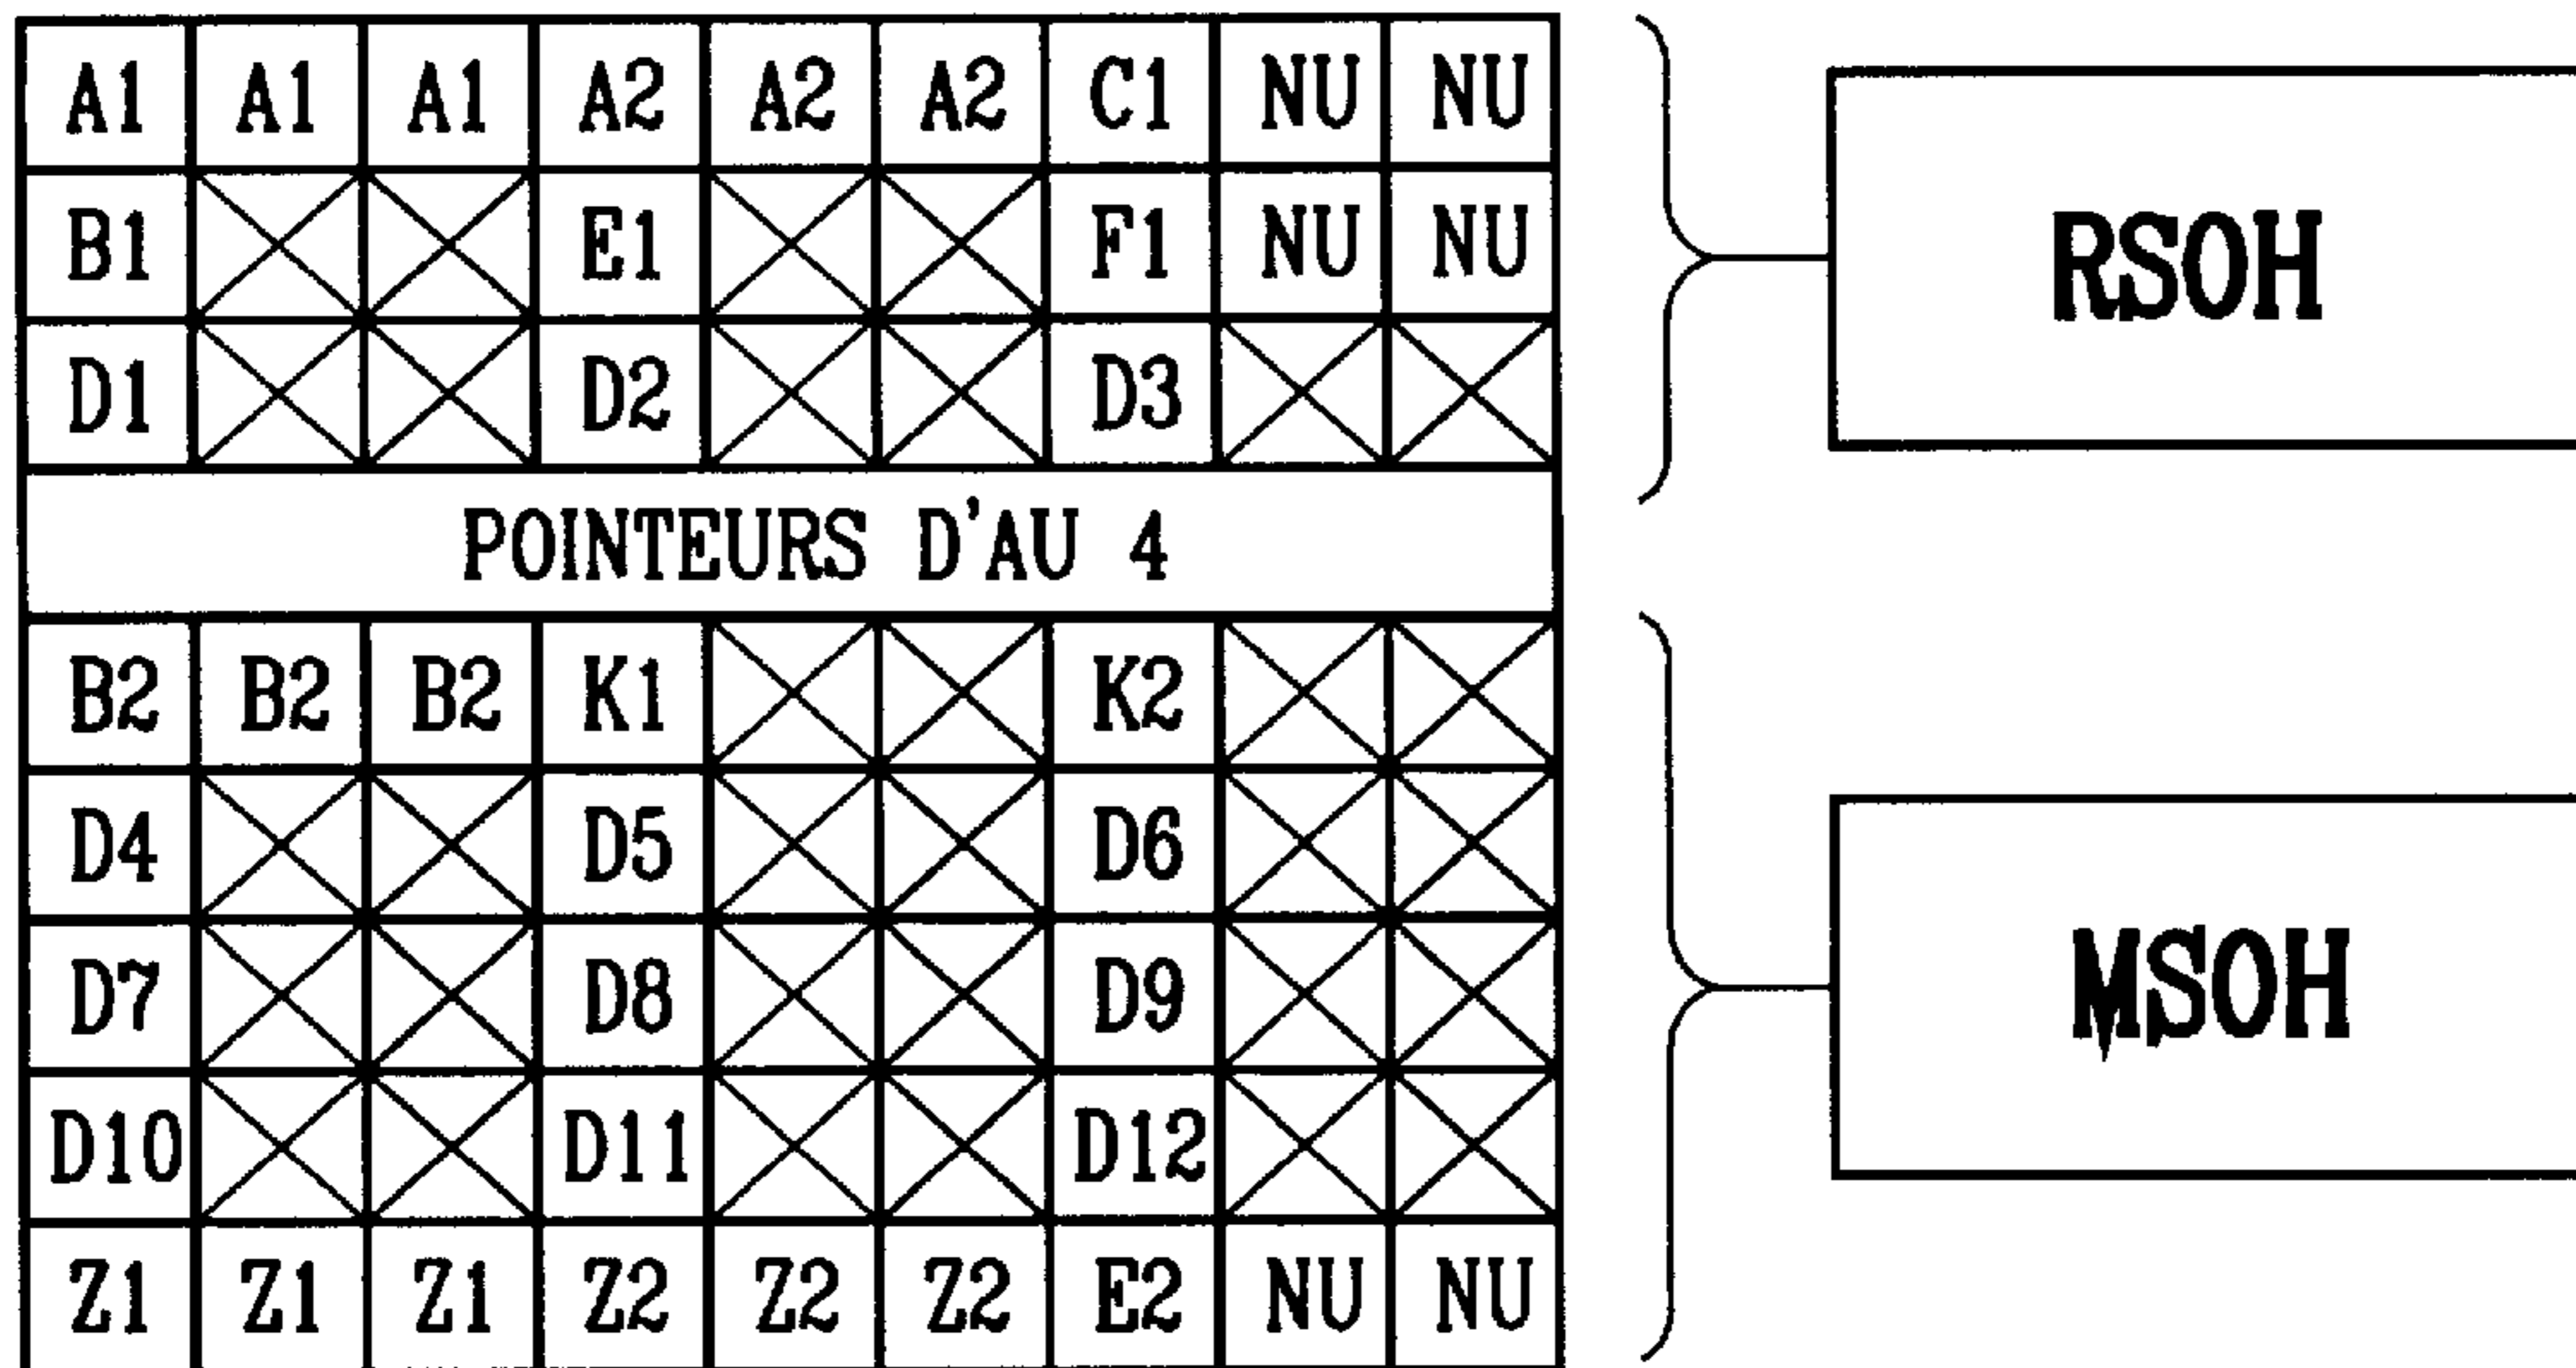 A1 A1 A1 A2 A2 A2 C1 NU NU
B1 E1 F1 NU NU
D1 D2 D3
RSOH
POINTEURS D'AU 4
B2 B2 B2 K1 K2
D4 D5 D6
D7 D8 D9
D10 D11 D12
Z1 Z1 Z1 Z2 Z2 Z2 E2 NU NU
MSOH